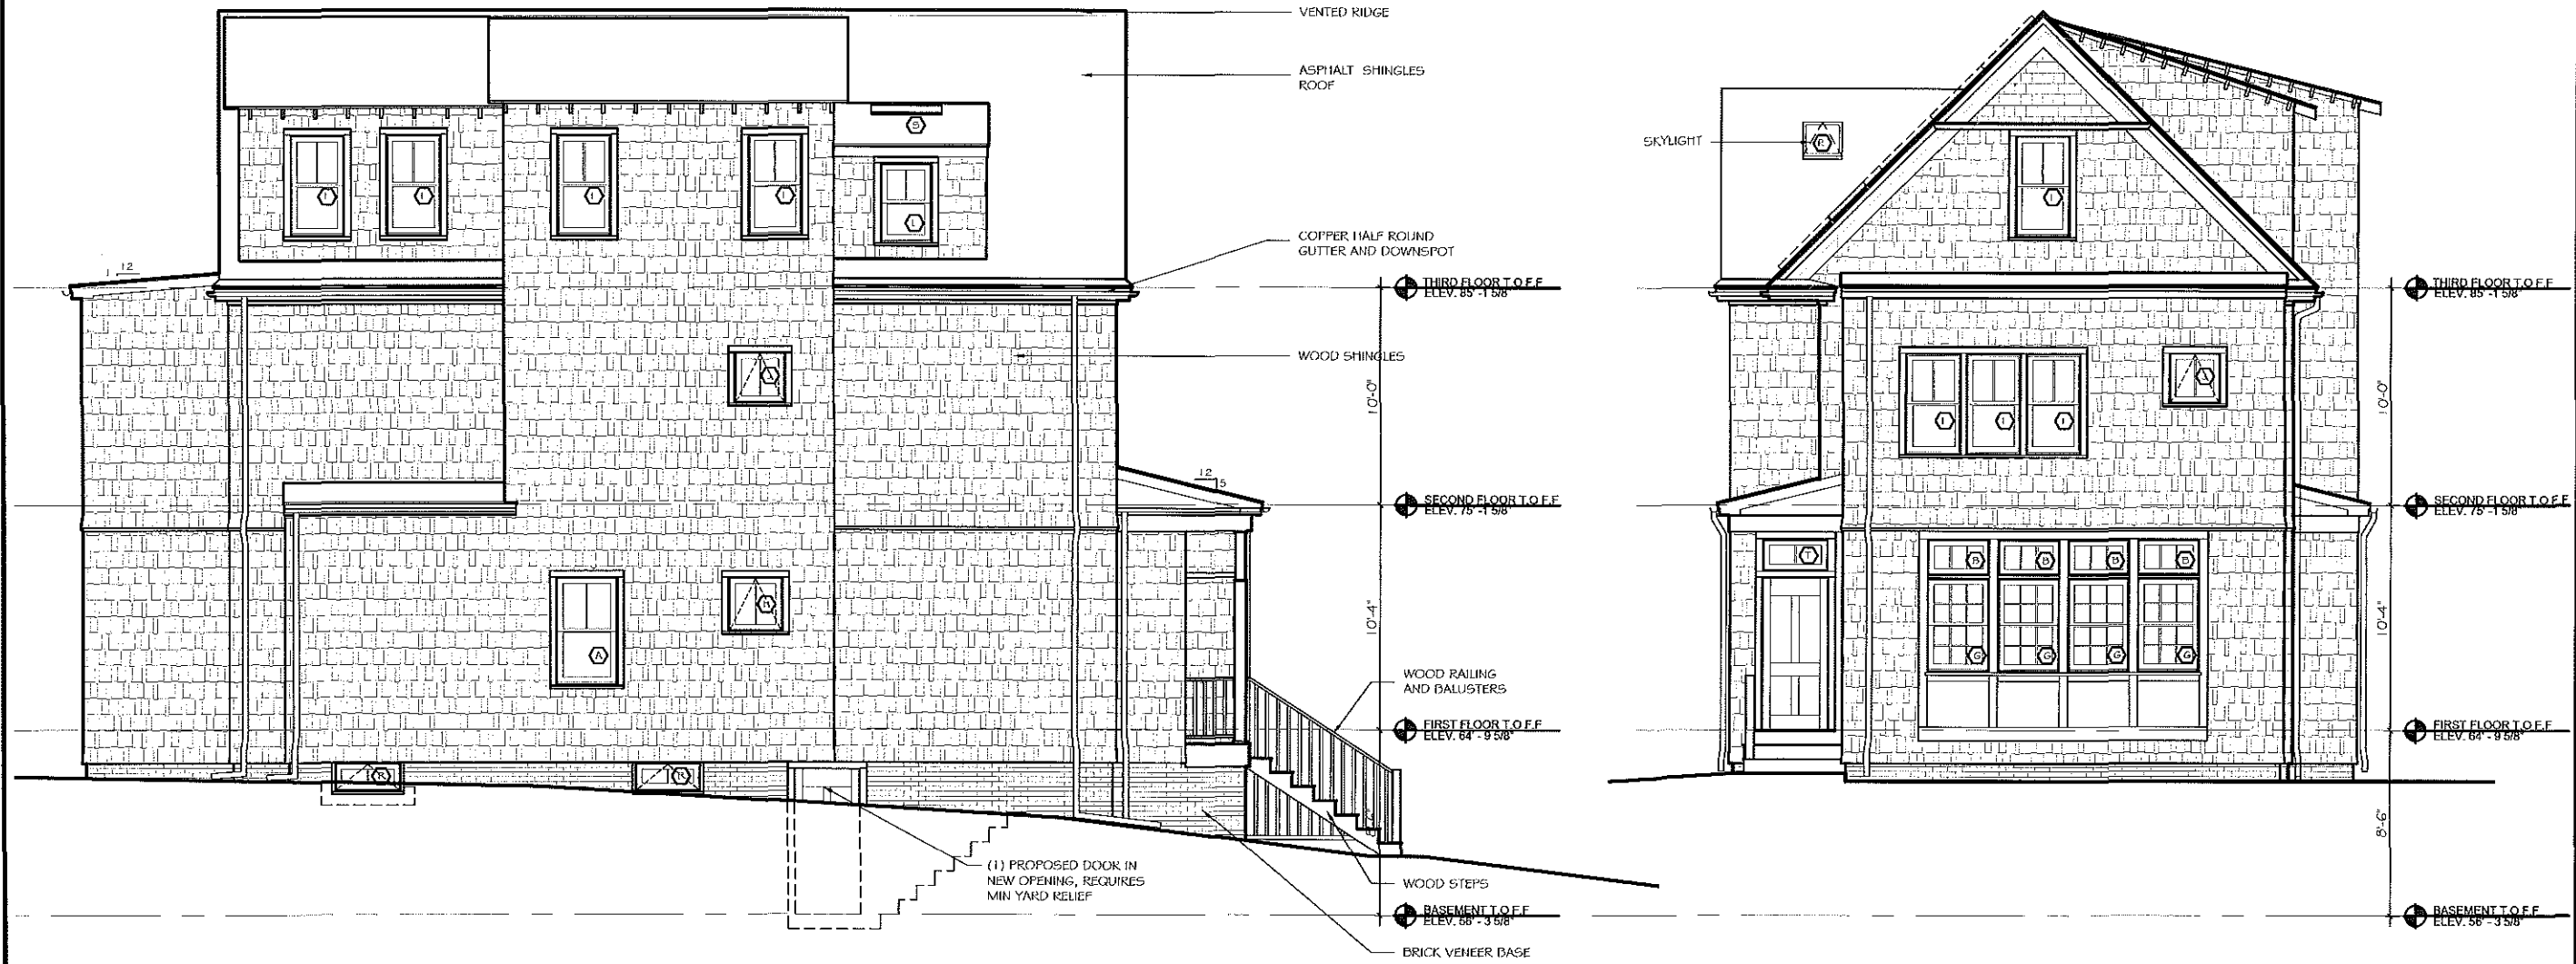 VENTED RIDGE
ASPHALT SHINGLES
ROOF
S
I
I
I
I
L
COPPER HALF ROUND
GUTTER AND DOWNSPOT
12
1
THIRD FLOOR T.O.F.F
ELEV. 85' - 1 5/8"
WOOD SHINGLES
J
10'-0"
12
5
SECOND FLOOR T.O.F.F
ELEV. 75' - 1 5/8"
H
A
10'-4"
WOOD RAILING
AND BALUSTERS
FIRST FLOOR T.O.F.F
ELEV. 64' - 9 5/8"
R
R
(1) PROPOSED DOOR IN
NEW OPENING, REQUIRES
MIN YARD RELIEF
WOOD STEPS
BASEMENT T.O.F.F
ELEV. 56' - 3 5/8"
BRICK VENEER BASE
SKYLIGHT
I
THIRD FLOOR T.O.F.F
ELEV. 85' - 1 5/8"
I
I
I
J
10'-0"
SECOND FLOOR T.O.F.F
ELEV. 75' - 1 5/8"
T
B
B
B
B
G
G
G
G
10'-4"
FIRST FLOOR T.O.F.F
ELEV. 64' - 9 5/8"
8'-6"
BASEMENT T.O.F.F
ELEV. 56' - 3 5/8"